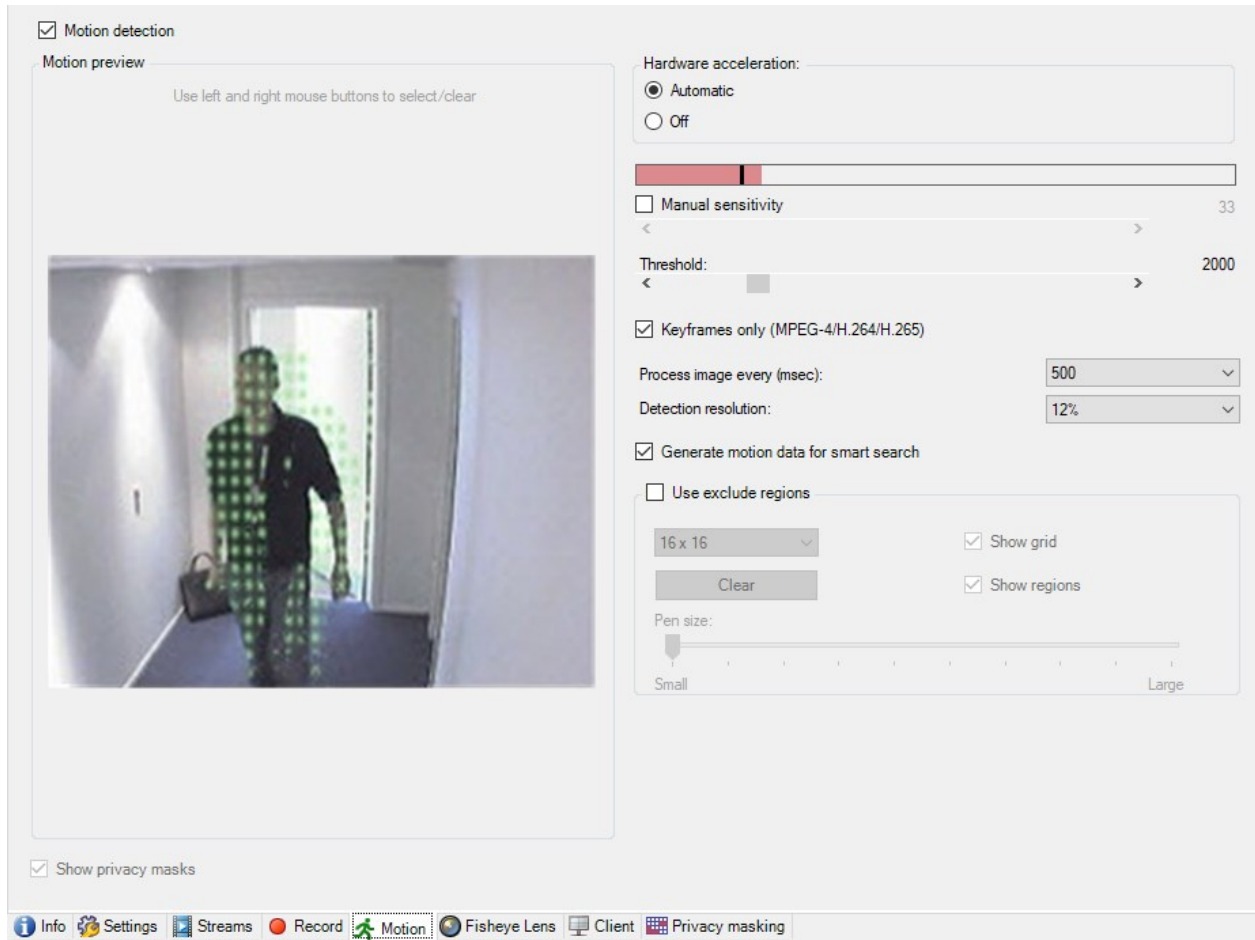 Motion detection
Motion preview
Use left and right mouse buttons to select/clear
Hardware acceleration:
Automatic
Off
Manual sensitivity 33
Threshold: 2000
Keyframes only (MPEG-4/H.264/H.265)
Process image every (msec): 500
Detection resolution: 12%
Generate motion data for smart search
Use exclude regions
16 x 16 Show grid
Clear Show regions
Pen size:
Small Large
Show privacy masks
Info Settings Streams Record Motion Fisheye Lens Client Privacy masking